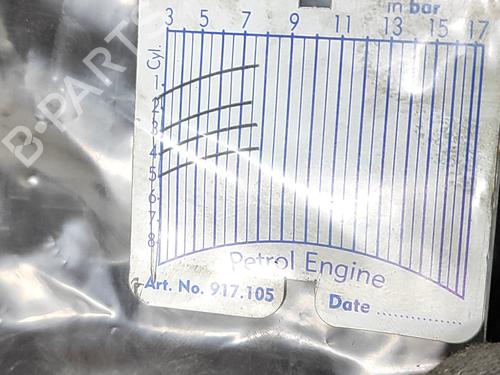 in bar
3 5 7 9 11 13 15 17
Cyl.
1
2
3
4
5
6
7
8
Petrol Engine
Art. No. 917.105
Date ...............
B-PARTS